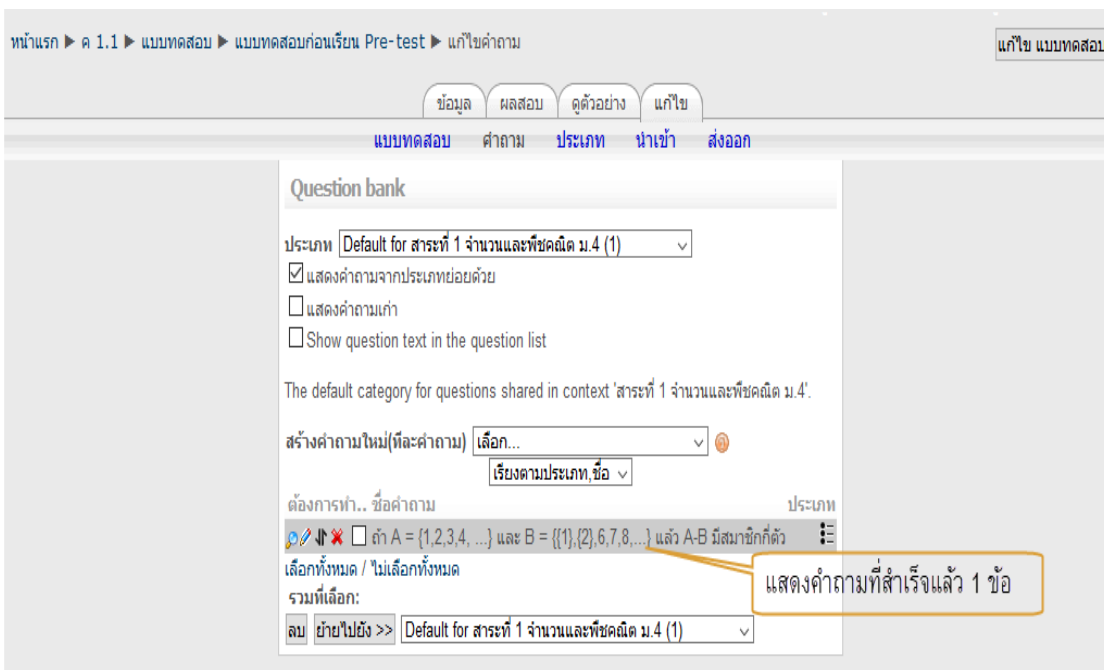 หน้าแรก ▶ ค 1.1 ▶ แบบทดสอบ ▶ แบบทดสอบก่อนเรียน Pre-test ▶ แก้ไขคำถาม
แก้ไข แบบทดสอบ
ข้อมูล ผลสอบ ดูตัวอย่าง แก้ไข
แบบทดสอบ คำถาม ประเภท นำเข้า ส่งออก
Question bank
ประเภท Default for สาระที่ 1 จำนวนและพีชคณิต ม.4 (1)
แสดงคำถามจากประเภทย่อยด้วย
แสดงคำถามเก่า
Show question text in the question list
The default category for questions shared in context 'สาระที่ 1 จำนวนและพีชคณิต ม.4'.
สร้างคำถามใหม่(ทีละคำถาม) เลือก...
เรียงตามประเภท,ชื่อ
ต้องการทำ.. ชื่อคำถาม ประเภท
ถ้า A = {1,2,3,4, ...} และ B = {{1},{2},6,7,8,...} แล้ว A-B มีสมาชิกกี่ตัว
เลือกทั้งหมด / ไม่เลือกทั้งหมด
แสดงคำถามที่สำเร็จแล้ว 1 ข้อ
รวมที่เลือก:
ลบ ย้ายไปยัง >> Default for สาระที่ 1 จำนวนและพีชคณิต ม.4 (1)